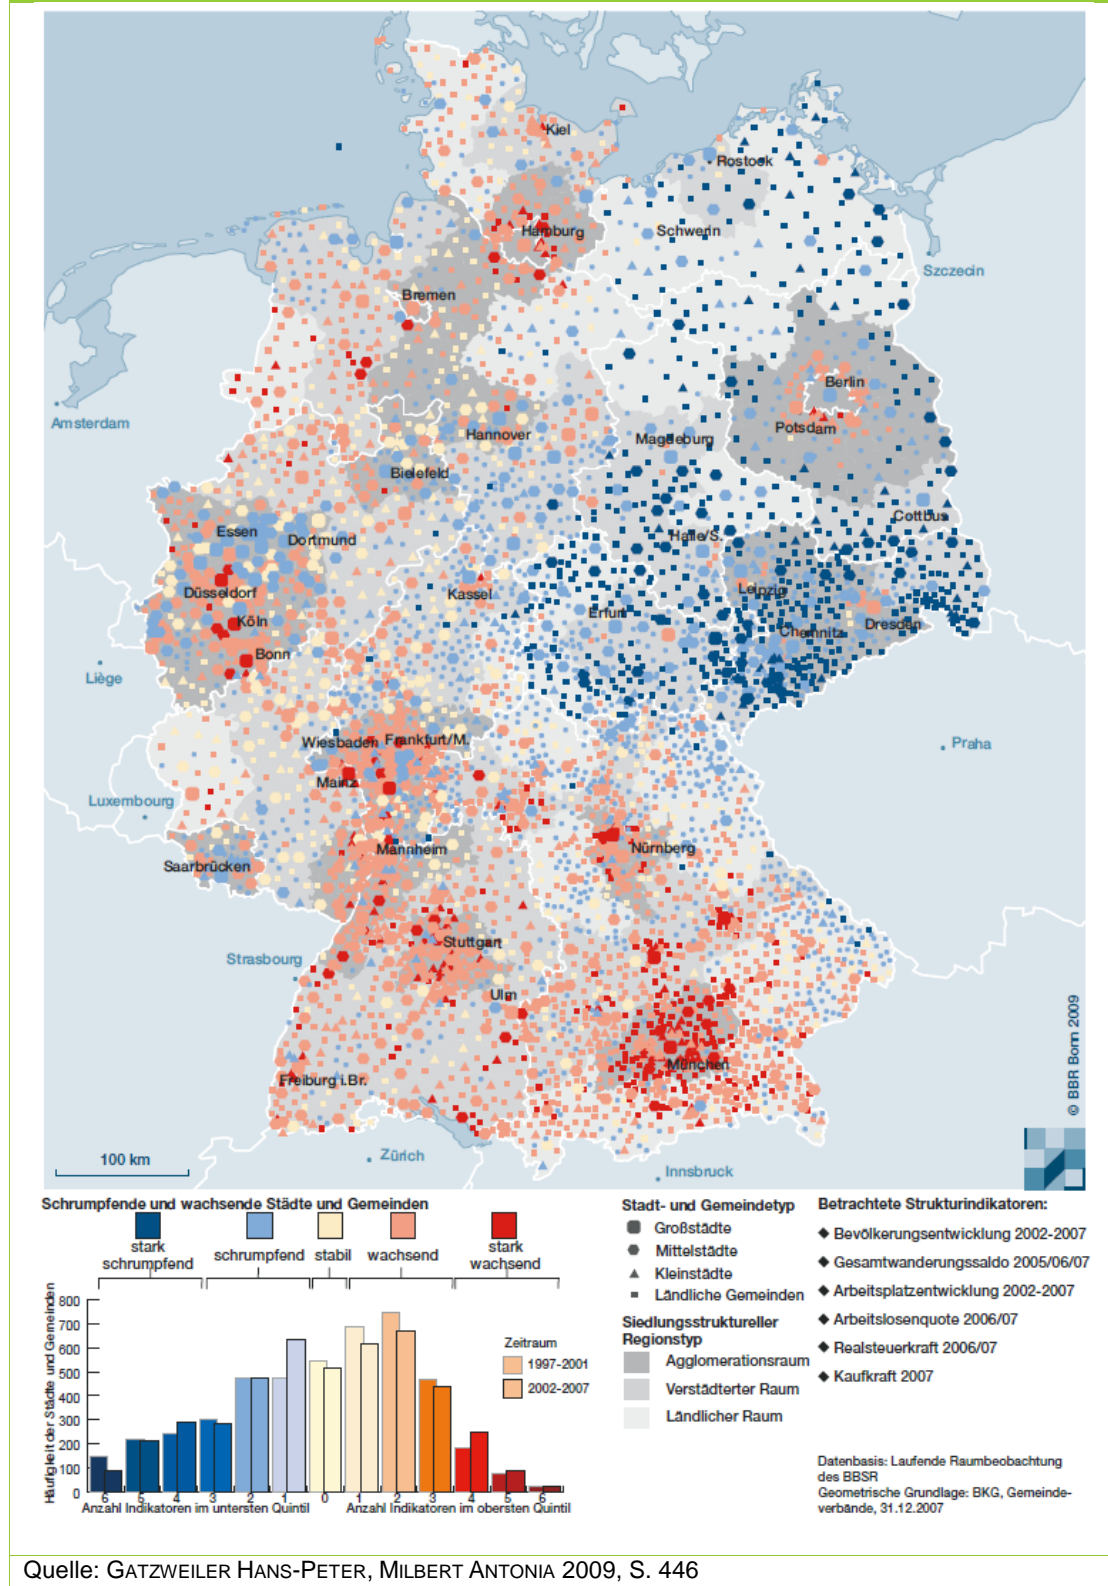 Kiel
Rostock
Hamburg
Schwerin
Szczecin
Bremen
Berlin
Amsterdam
Potsdam
Hannover
Magdeburg
Bielefeld
Cottbus
Essen
Halle/S.
Dortmund
Düsseldorf
Kassel
Leipzig
Erfurt
Köln
Chemnitz
Dresden
Bonn
Liège
Wiesbaden
Frankfurt/M.
Praha
Mainz
Luxembourg
Mannheim
Nürnberg
Saarbrücken
Stuttgart
Strasbourg
Ulm
München
Freiburg i.Br.
© BBR Bonn 2009
100 km
Zürich
Innsbruck
Schrumpfende und wachsende Städte und Gemeinden
stark
schrumpfend
schrumpfend
stabil
wachsend
stark
wachsend
Häufigkeit der Städte und Gemeinden
800
700
600
500
400
300
200
100
0
Zeitraum
1997-2001
2002-2007
6 5 4 3 2 1 0 1 2 3 4 5 6
Anzahl Indikatoren im untersten Quintil
Anzahl Indikatoren im obersten Quintil
Stadt- und Gemeindetyp
Großstädte
Mittelstädte
Kleinstädte
Ländliche Gemeinden
Siedlungsstruktureller
Regionstyp
Agglomerationsraum
Verstädterter Raum
Ländlicher Raum
Betrachtete Strukturindikatoren:
Bevölkerungsentwicklung 2002-2007
Gesamtwanderungssaldo 2005/06/07
Arbeitsplatzentwicklung 2002-2007
Arbeitslosenquote 2006/07
Realsteuerkraft 2006/07
Kaufkraft 2007
Datenbasis: Laufende Raumbeobachtung
des BBSR
Geometrische Grundlage: BKG, Gemeinde-
verbände, 31.12.2007
Quelle: GATZWEILER HANS-PETER, MILBERT ANTONIA 2009, S. 446